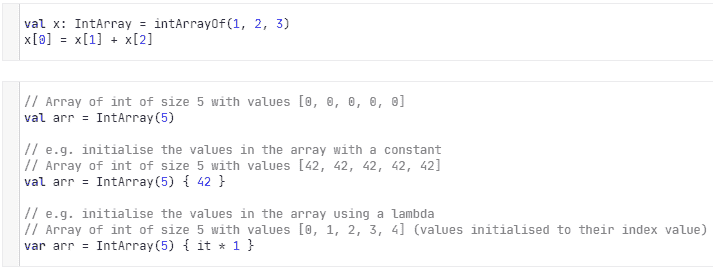 val x: IntArray = intArrayOf(1, 2, 3)
x[0] = x[1] + x[2]
// Array of int of size 5 with values [0, 0, 0, 0, 0]
val arr = IntArray(5)
// e.g. initialise the values in the array with a constant
// Array of int of size 5 with values [42, 42, 42, 42, 42]
val arr = IntArray(5) { 42 }
// e.g. initialise the values in the array using a lambda
// Array of int of size 5 with values [0, 1, 2, 3, 4] (values initialised to their index value)
var arr = IntArray(5) { it * 1 }